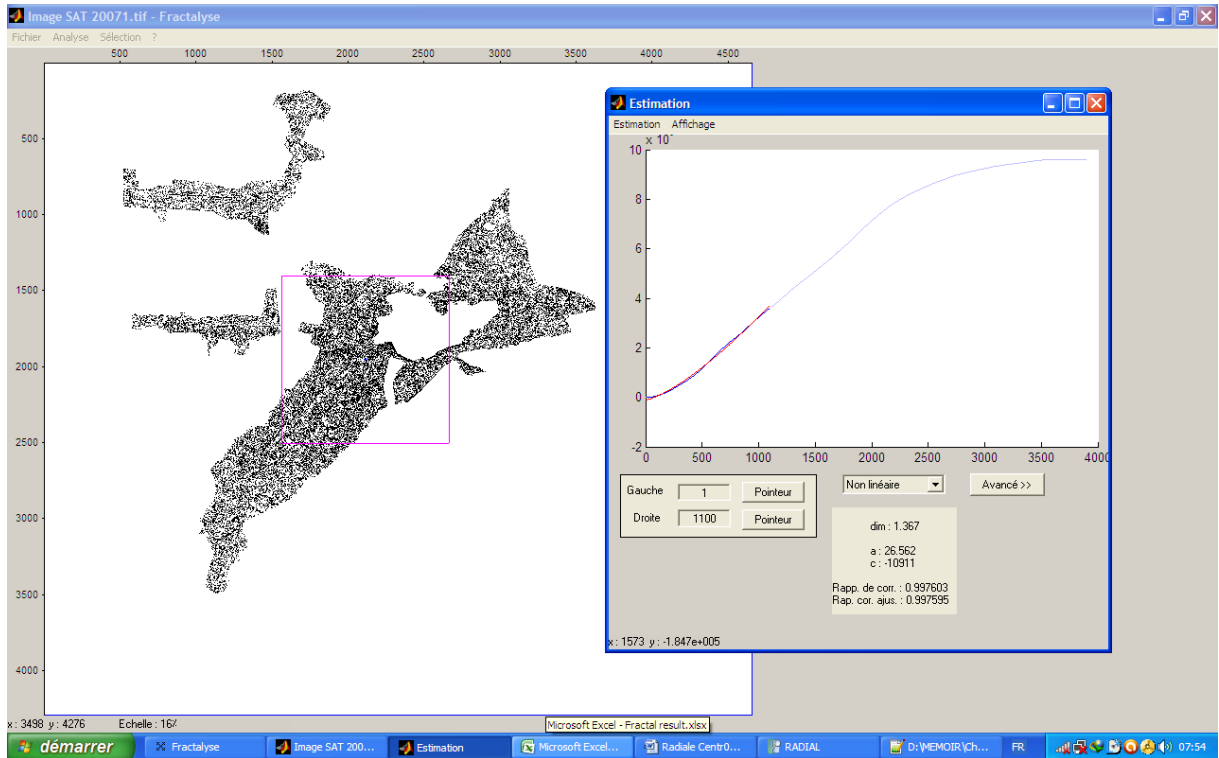 Image SAT 20071.tif - Fractalyse
Fichier Analyse Sélection ?
500 1000 1500 2000 2500 3000 3500 4000 4500
500
1000
1500
2000
2500
3000
3500
4000
x : 3498 y : 4276 Echelle : 16%
Estimation
Estimation Affichage
x 10
10
8
6
4
2
0
-2
0 500 1000 1500 2000 2500 3000 3500 4000
Gauche 1 Pointeur
Droite 1100 Pointeur
Non linéaire
Avancé >>
dim : 1.367
a : 26.562
c : -10911
Rapp. de corr. : 0.997603
Rap. cor. ajus. : 0.997595
x : 1573 y : -1.847e+005
Microsoft Excel - Fractal result.xlsx
démarrer
Fractalyse
Image SAT 200...
Estimation
Microsoft Excel...
Radiale Centr0...
RADIAL
D:\MEMOIR\Ch...
FR
07:54